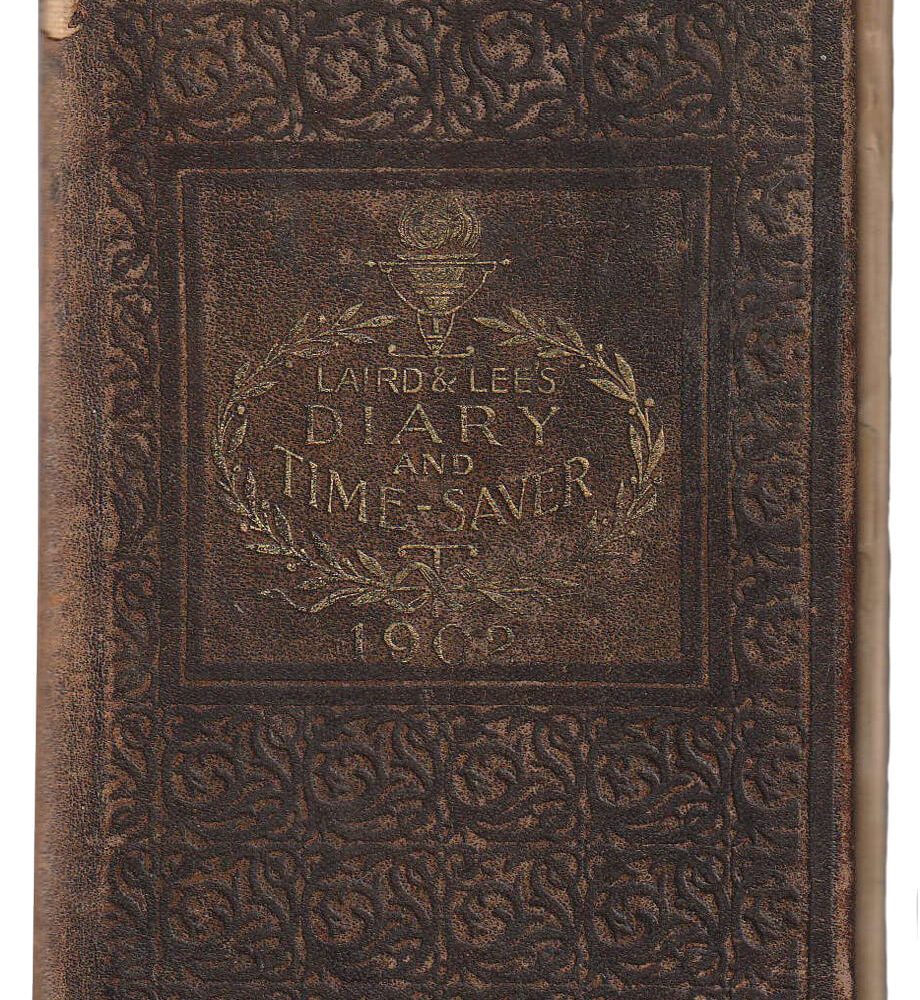 LAIRD & LEE'S
DIARY
AND
TIME-SAVER
1902